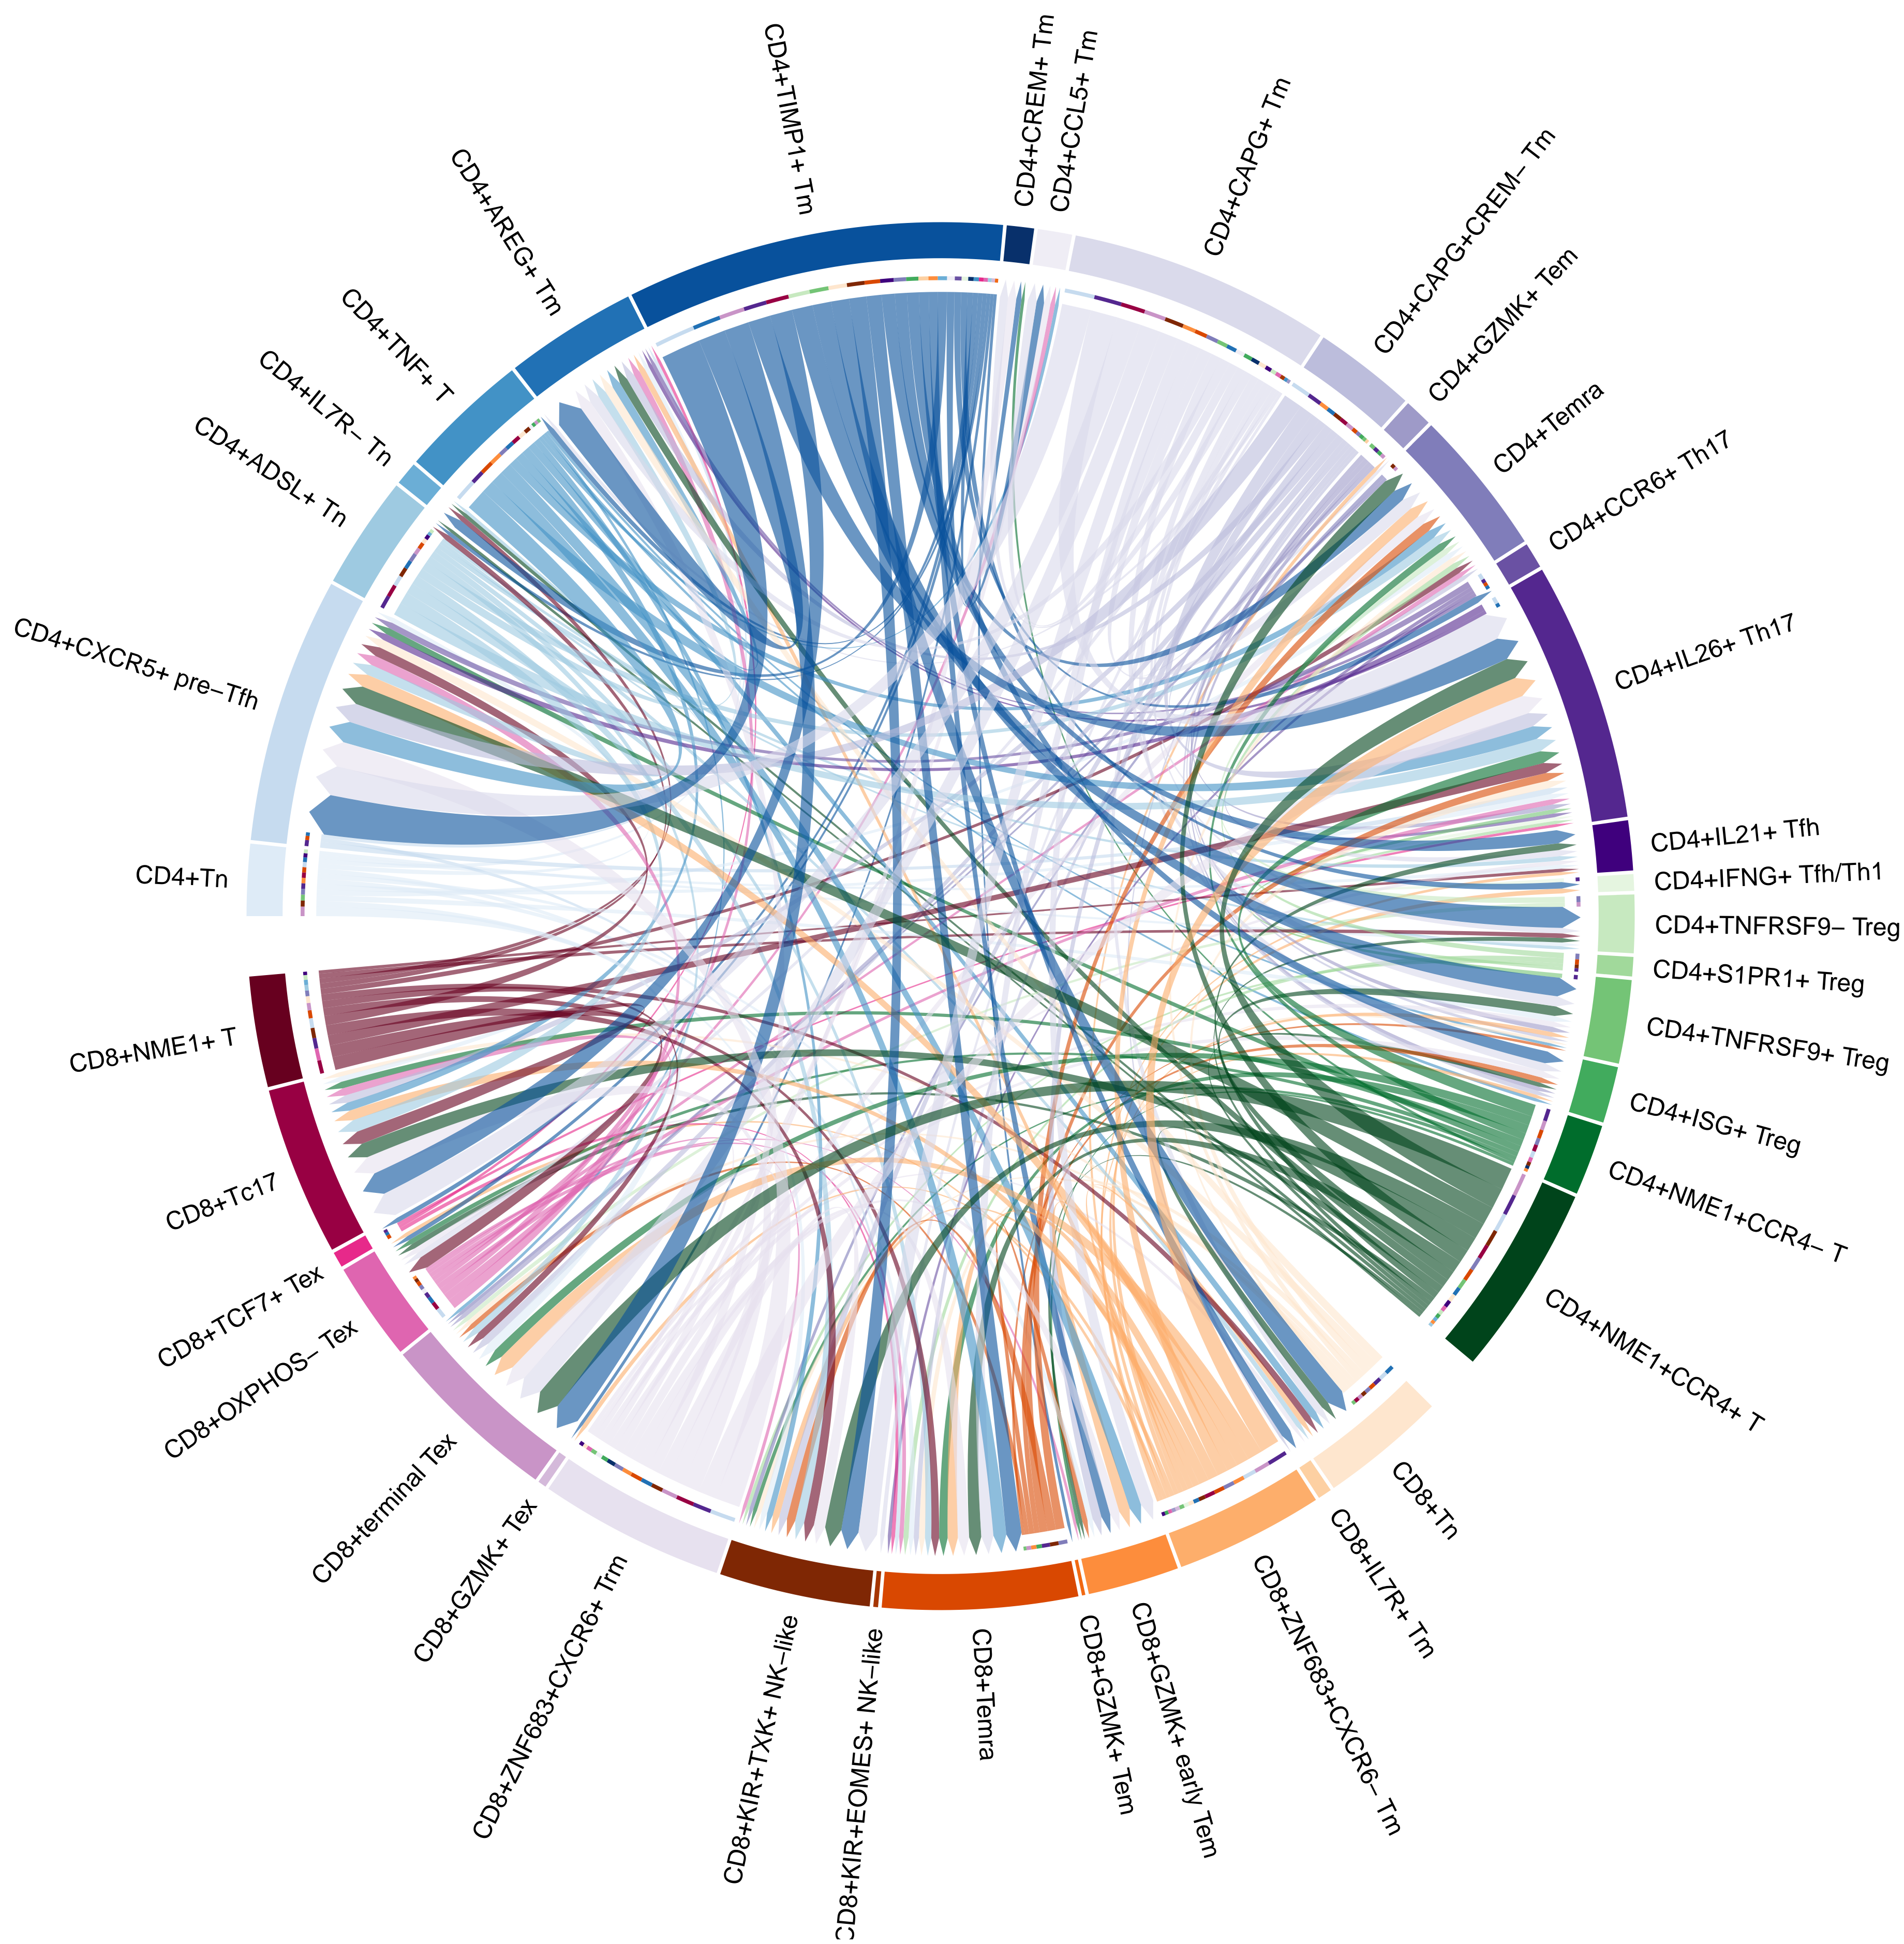 CD4+Tn
CD4+CXCR5+ pre−Tfh
CD4+ADSL+ Tn
CD4+IL7R− Tn
CD4+TNF+ T
CD4+AREG+ Tm
CD4+TIMP1+ Tm
CD4+CREM+ Tm
CD4+CCL5+ Tm
CD4+CAPG+ Tm
CD4+CAPG+CREM− Tm
CD4+GZMK+ Tem
CD4+Temra
CD4+CCR6+ Th17
CD4+IL26+ Th17
CD4+IL21+ Tfh
CD4+IFNG+ Tfh/Th1
CD4+TNFRSF9− Treg
CD4+S1PR1+ Treg
CD4+TNFRSF9+ Treg
CD4+ISG+ Treg
CD4+NME1+CCR4− T
CD4+NME1+CCR4+ T
CD8+Tn
CD8+IL7R+ Tm
CD8+ZNF683+CXCR6− Tm
CD8+GZMK+ early Tem
CD8+GZMK+ Tem
CD8+Temra
CD8+KIR+EOMES+ NK−like
CD8+KIR+TXK+ NK−like
CD8+ZNF683+CXCR6+ Trm
CD8+GZMK+ Tex
CD8+terminal Tex
CD8+OXPHOS− Tex
CD8+TCF7+ Tex
CD8+Tc17
CD8+NME1+ T